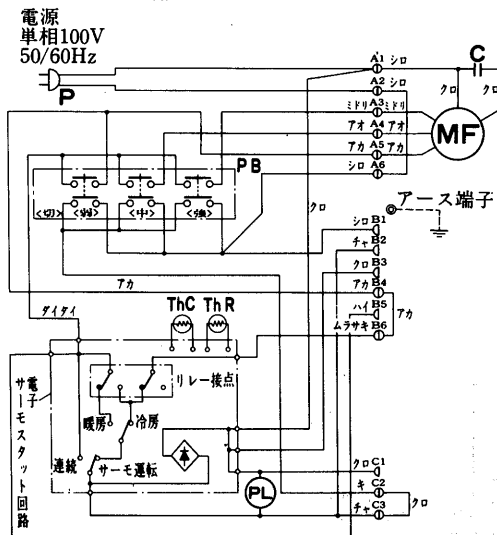 電源
単相100V
50/60Hz
P
A1 シロ
C
A2 シロ
クロ
クロ
ミドリ A3 ミドリ
アオ A4 アオ
MF
アカ A5 アカ
PB
シロ A6
クロ
アース端子
<切> <弱> <中> <強>
シロ B1
チャ B2
クロ B3
アカ
アカ B4
ダイダイ
ハイ B5
アカ
ThC ThR
ムラサキ B6
リレー接点
電子
サーモスタット回路
暖房
冷房
連続
サーモ運転
クロ C1
PL
キ C2
クロ
チャ C3